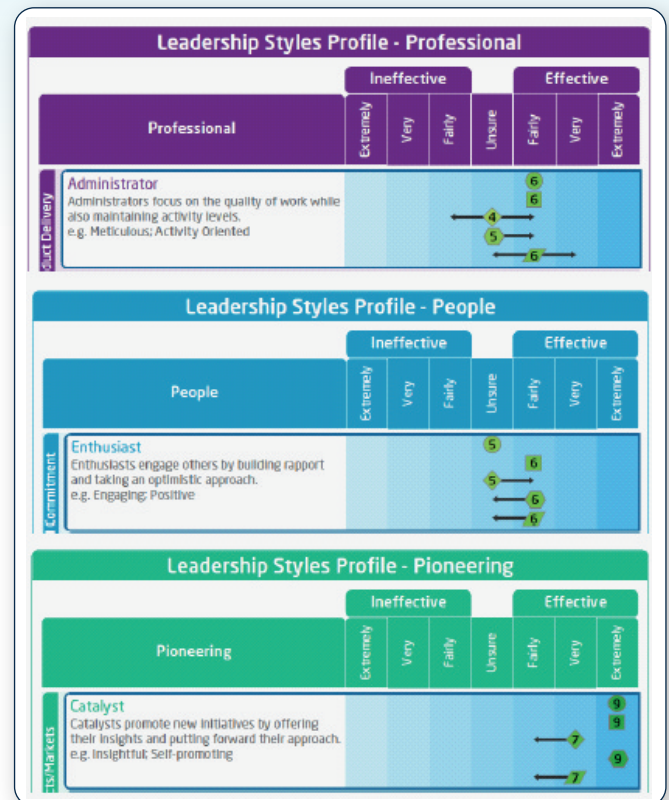 Leadership Styles Profile - Professional
Ineffective
Effective
Professional
Extremely
Very
Fairly
Unsure
Fairly
Very
Extremely
duct Delivery
Administrator
Administrators focus on the quality of work while
also maintaining activity levels.
e.g. Meticulous; Activity Oriented
6
6
4
5
6
Leadership Styles Profile - People
Ineffective
Effective
People
Extremely
Very
Fairly
Unsure
Fairly
Very
Extremely
Commitment
Enthusiast
Enthusiasts engage others by building rapport
and taking an optimistic approach.
e.g. Engaging; Positive
5
6
5
6
6
Leadership Styles Profile - Pioneering
Ineffective
Effective
Pioneering
Extremely
Very
Fairly
Unsure
Fairly
Very
Extremely
cts/Markets
Catalyst
Catalysts promote new initiatives by offering
their insights and putting forward their approach.
e.g. Insightful; Self-promoting
9
9
7
9
7